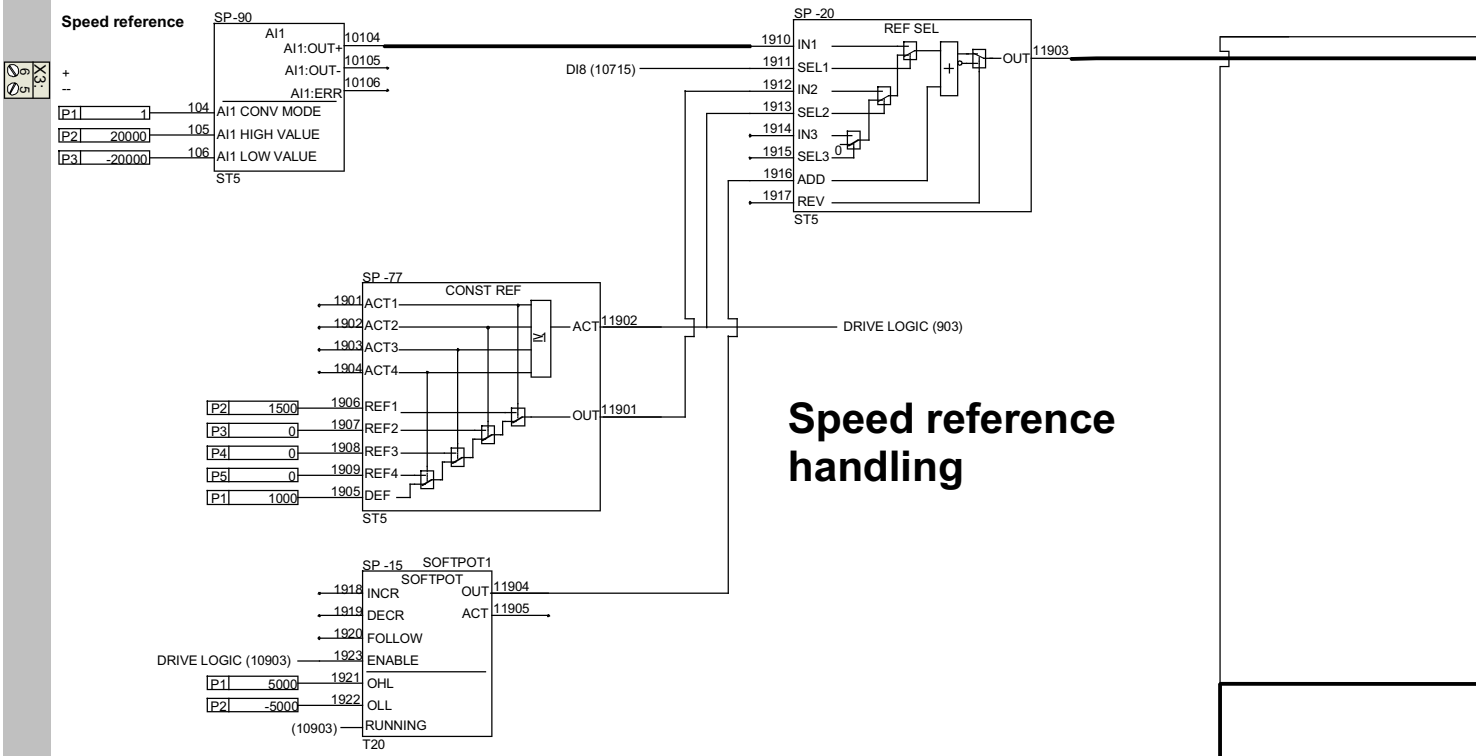 Speed reference
X3:
6 5
+
--
SP-90
AI1
AI1:OUT+ 10104
AI1:OUT- 10105
AI1:ERR 10106
P1 1 104 AI1 CONV MODE
P2 20000 105 AI1 HIGH VALUE
P3 -20000 106 AI1 LOW VALUE
ST5
SP -20
REF SEL
1910 IN1
DI8 (10715) 1911 SEL1
1912 IN2
1913 SEL2
1914 IN3
1915 SEL3 0
1916 ADD
1917 REV
+
OUT 11903
ST5
SP -77
CONST REF
1901 ACT1
1902 ACT2
1903 ACT3
1904 ACT4
≥1
ACT 11902
DRIVE LOGIC (903)
P2 1500 1906 REF1
P3 0 1907 REF2
P4 0 1908 REF3
P5 0 1909 REF4
P1 1000 1905 DEF
OUT 11901
ST5
Speed reference
handling
SP -15 SOFTPOT1
SOFTPOT
1918 INCR OUT 11904
1919 DECR ACT 11905
1920 FOLLOW
DRIVE LOGIC (10903) 1923 ENABLE
P1 5000 1921 OHL
P2 -5000 1922 OLL
(10903) RUNNING
T20